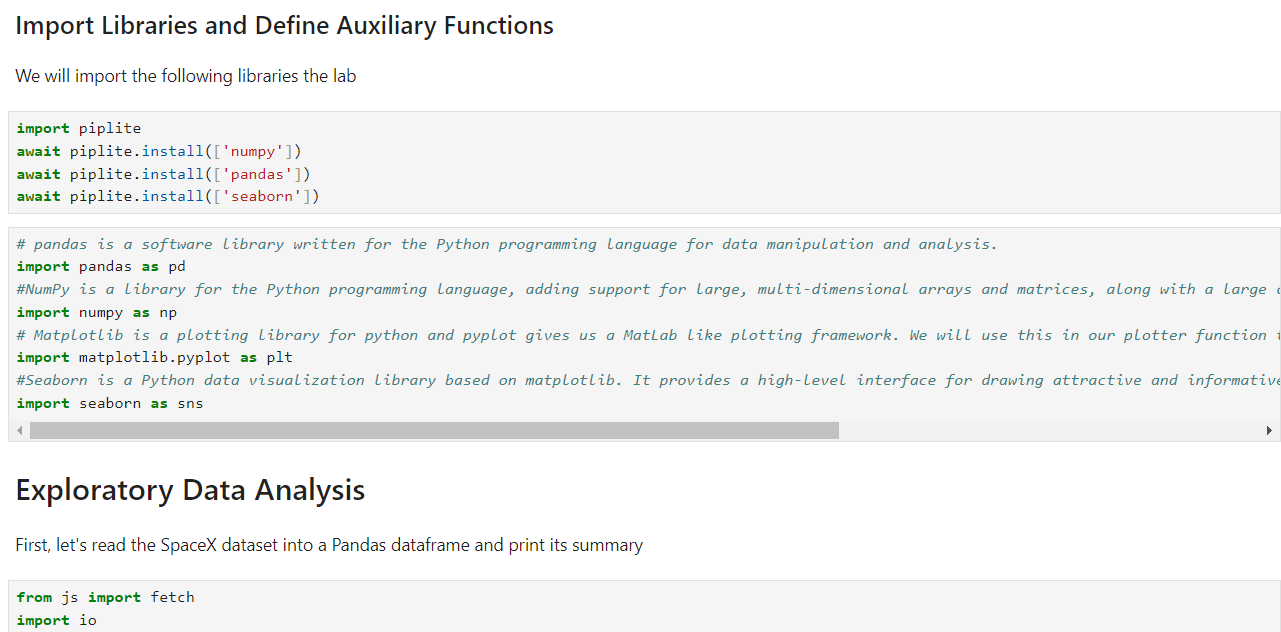 Import Libraries and Define Auxiliary Functions
We will import the following libraries the lab
import piplite
await piplite.install(['numpy'])
await piplite.install(['pandas'])
await piplite.install(['seaborn'])
# pandas is a software library written for the Python programming language for data manipulation and analysis.
import pandas as pd
#NumPy is a library for the Python programming language, adding support for large, multi-dimensional arrays and matrices, along with a large
import numpy as np
# Matplotlib is a plotting library for python and pyplot gives us a MatLab like plotting framework. We will use this in our plotter function
import matplotlib.pyplot as plt
#Seaborn is a Python data visualization library based on matplotlib. It provides a high-level interface for drawing attractive and informative
import seaborn as sns
Exploratory Data Analysis
First, let's read the SpaceX dataset into a Pandas dataframe and print its summary
from js import fetch
import io